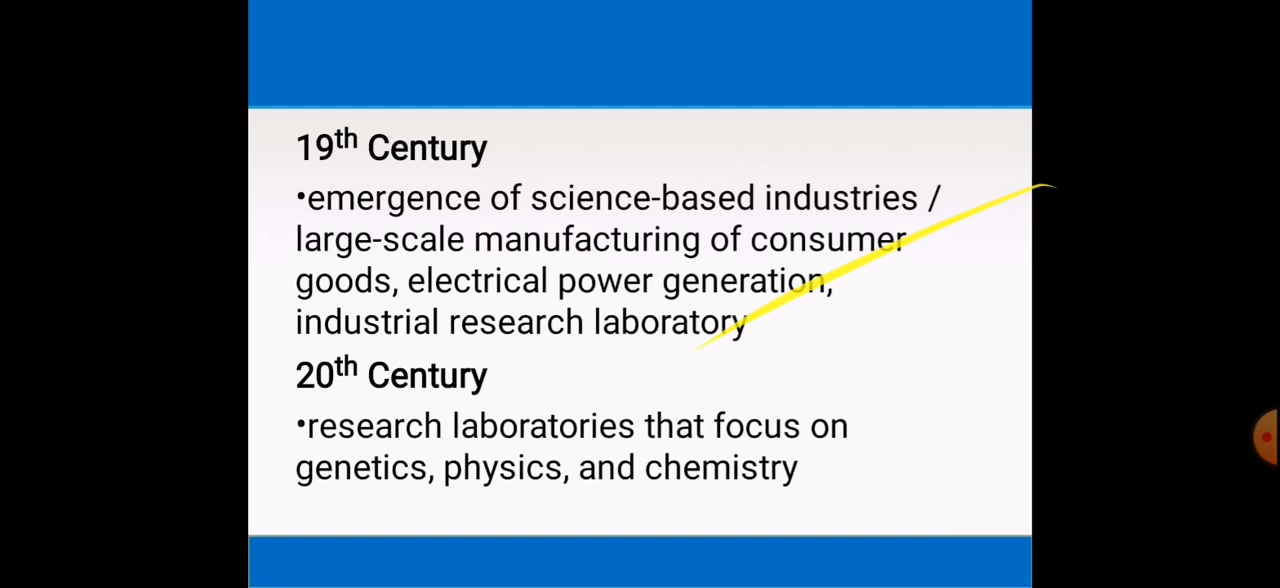 19th Century
•emergence of science-based industries /
large-scale manufacturing of consumer
goods, electrical power generation,
industrial research laboratory
20th Century
•research laboratories that focus on
genetics, physics, and chemistry